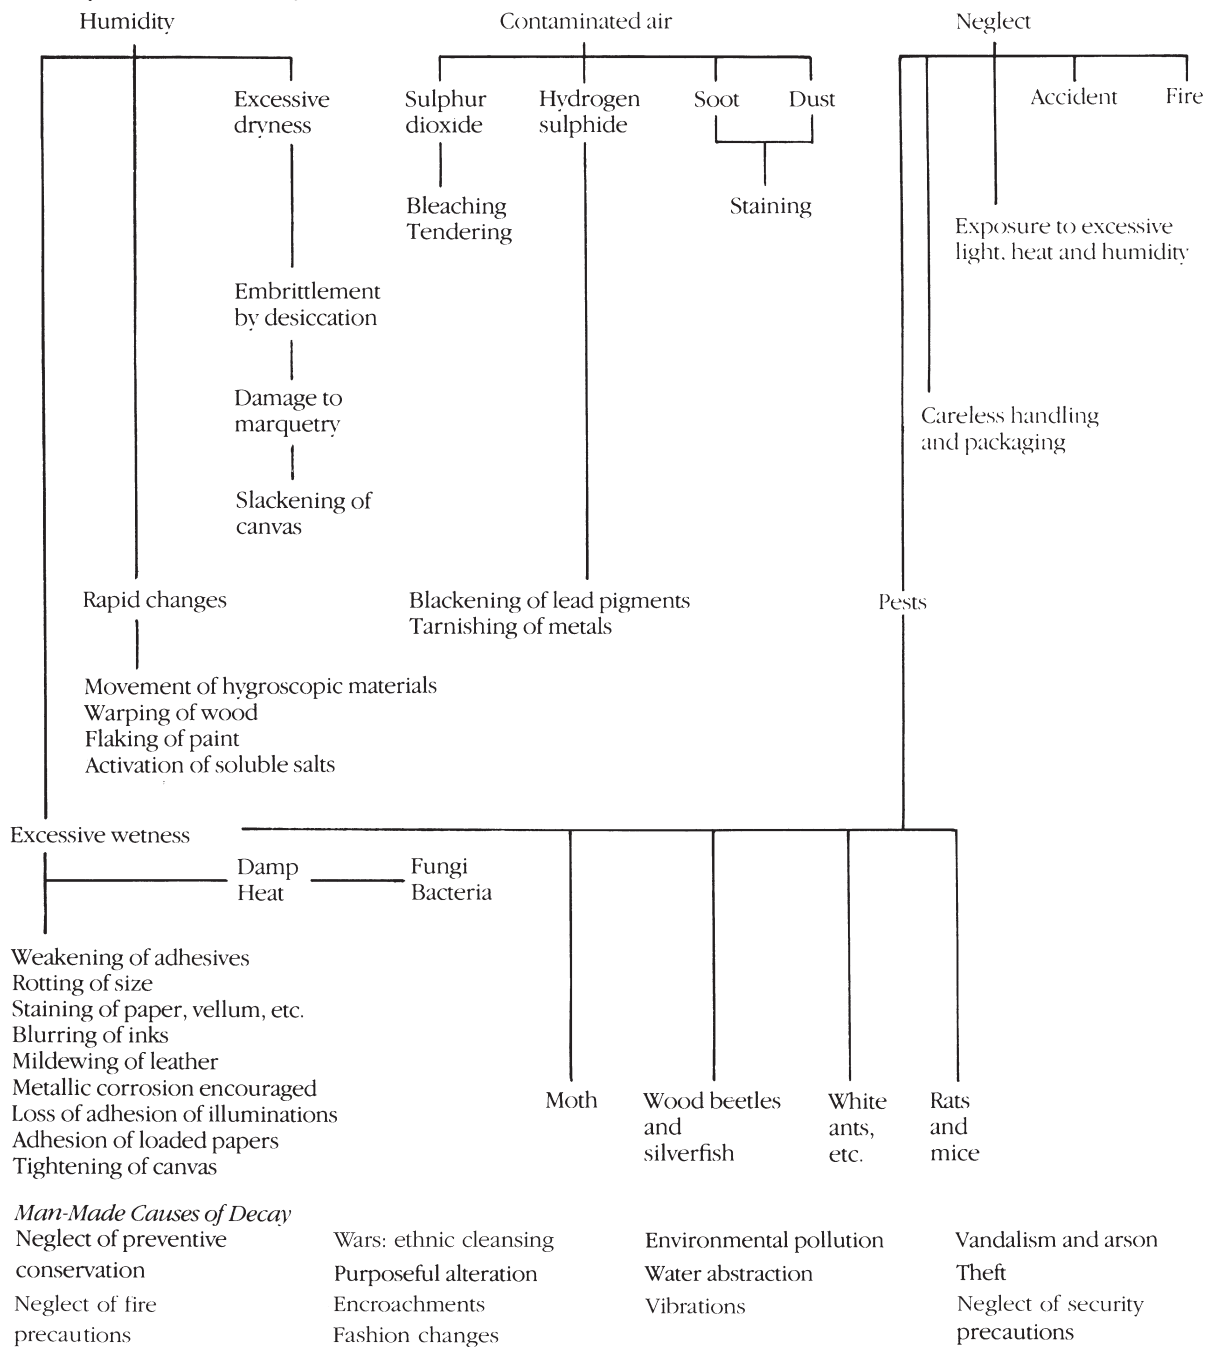 Humidity
Contaminated air
Neglect
Excessive
dryness
Sulphur
dioxide
Hydrogen
sulphide
Soot
Dust
Accident
Fire
Bleaching
Tendering
Staining
Exposure to excessive
light, heat and humidity
Embrittlement
by desiccation
Damage to
marquetry
Careless handling
and packaging
Slackening of
canvas
Rapid changes
Blackening of lead pigments
Tarnishing of metals
Pests
Movement of hygroscopic materials
Warping of wood
Flaking of paint
Activation of soluble salts
Excessive wetness
Damp
Heat
Fungi
Bacteria
Weakening of adhesives
Rotting of size
Staining of paper, vellum, etc.
Blurring of inks
Mildewing of leather
Metallic corrosion encouraged
Loss of adhesion of illuminations
Adhesion of loaded papers
Tightening of canvas
Moth
Wood beetles
and
silverfish
White
ants,
etc.
Rats
and
mice
Man-Made Causes of Decay
Neglect of preventive
conservation
Neglect of fire
precautions
Wars: ethnic cleansing
Purposeful alteration
Encroachments
Fashion changes
Environmental pollution
Water abstraction
Vibrations
Vandalism and arson
Theft
Neglect of security
precautions